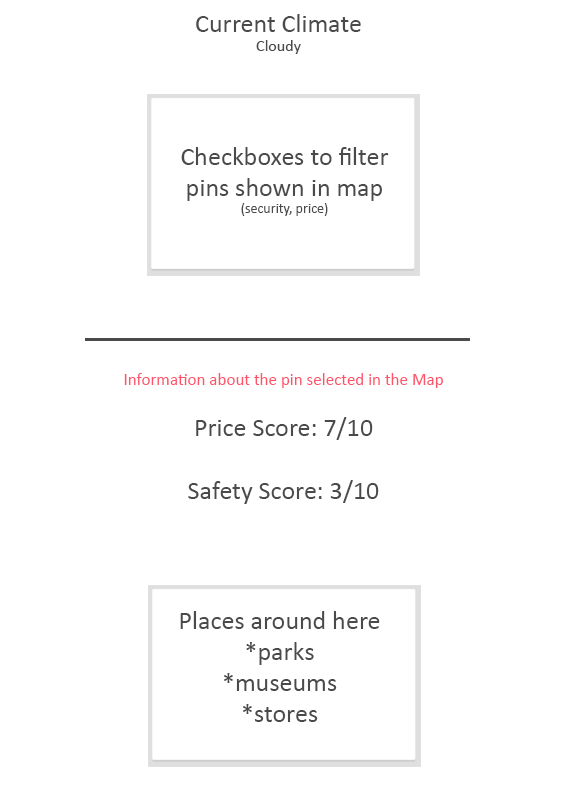 Current Climate
Cloudy
Checkboxes to filter
pins shown in map
(security, price)
Information about the pin selected in the Map
Price Score: 7/10
Safety Score: 3/10
Places around here
*parks
*museums
*stores